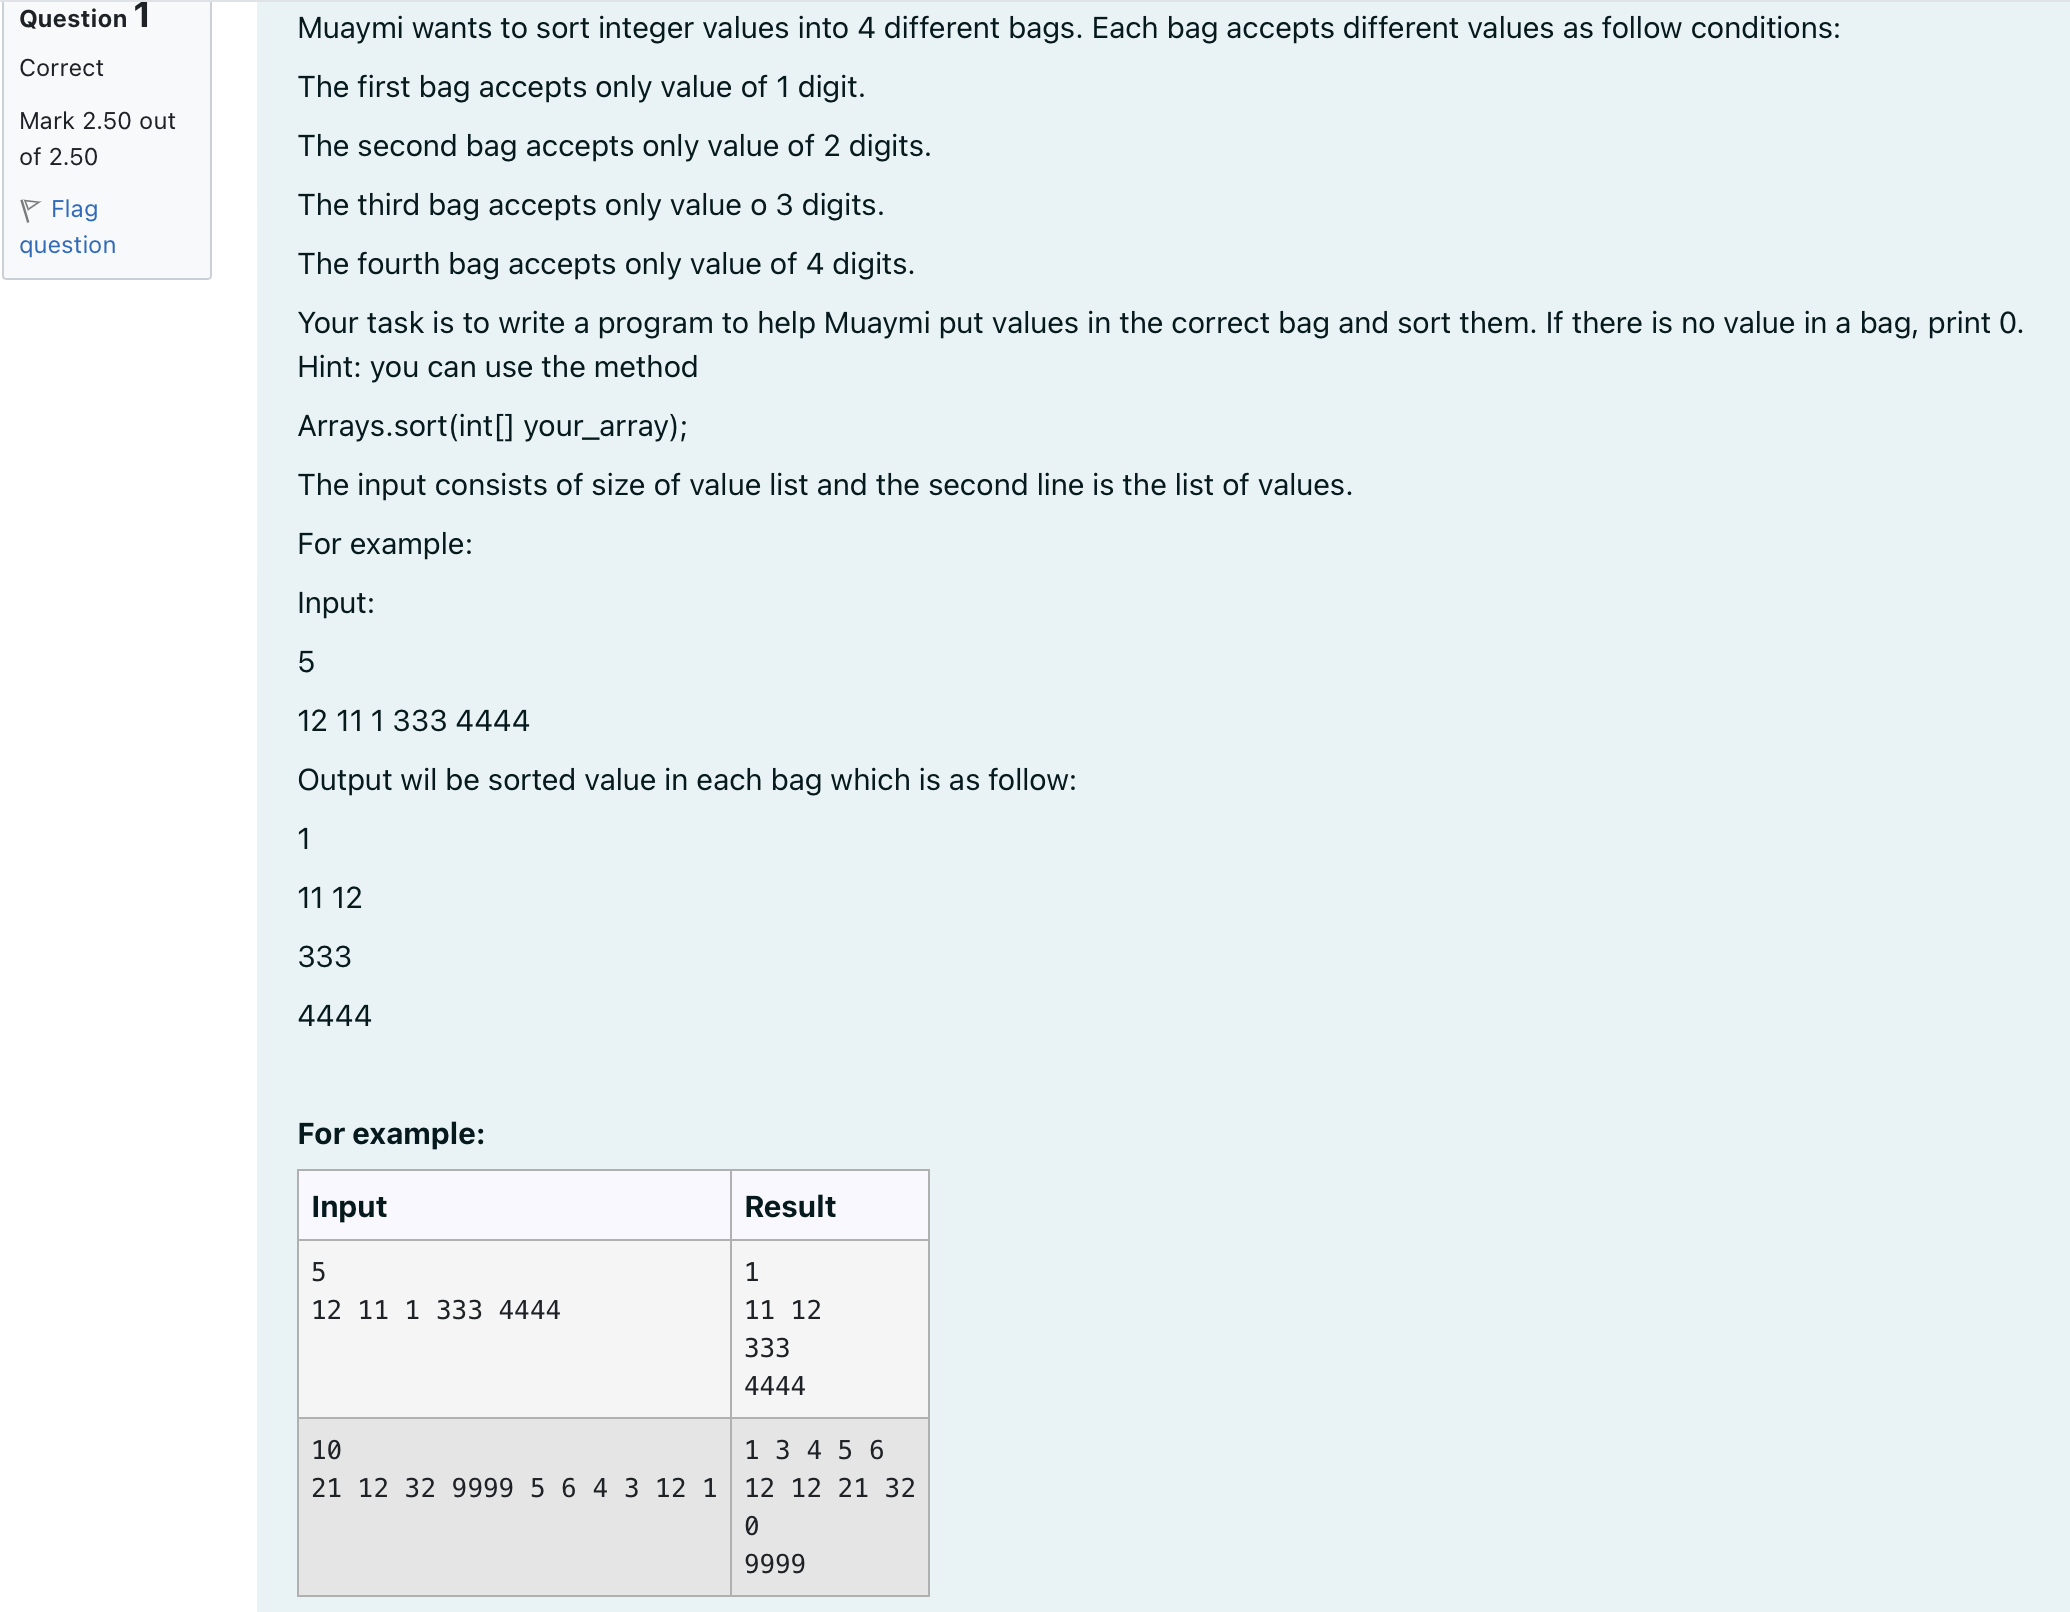 Question 1
Correct
Mark 2.50 out
of 2.50
Flag
question
Muaymi wants to sort integer values into 4 different bags. Each bag accepts different values as follow conditions:
The first bag accepts only value of 1 digit.
The second bag accepts only value of 2 digits.
The third bag accepts only value o 3 digits.
The fourth bag accepts only value of 4 digits.
Your task is to write a program to help Muaymi put values in the correct bag and sort them. If there is no value in a bag, print 0.
Hint: you can use the method
Arrays.sort(int[] your_array);
The input consists of size of value list and the second line is the list of values.
For example:
Input:
5
12 11 1 333 4444
Output wil be sorted value in each bag which is as follow:
1
11 12
333
4444
For example:
Input Result
5
12 11 1 333 4444
1
11 12
333
4444
10
21 12 32 9999 5 6 4 3 12 1
1 3 4 5 6
12 12 21 32
0
9999